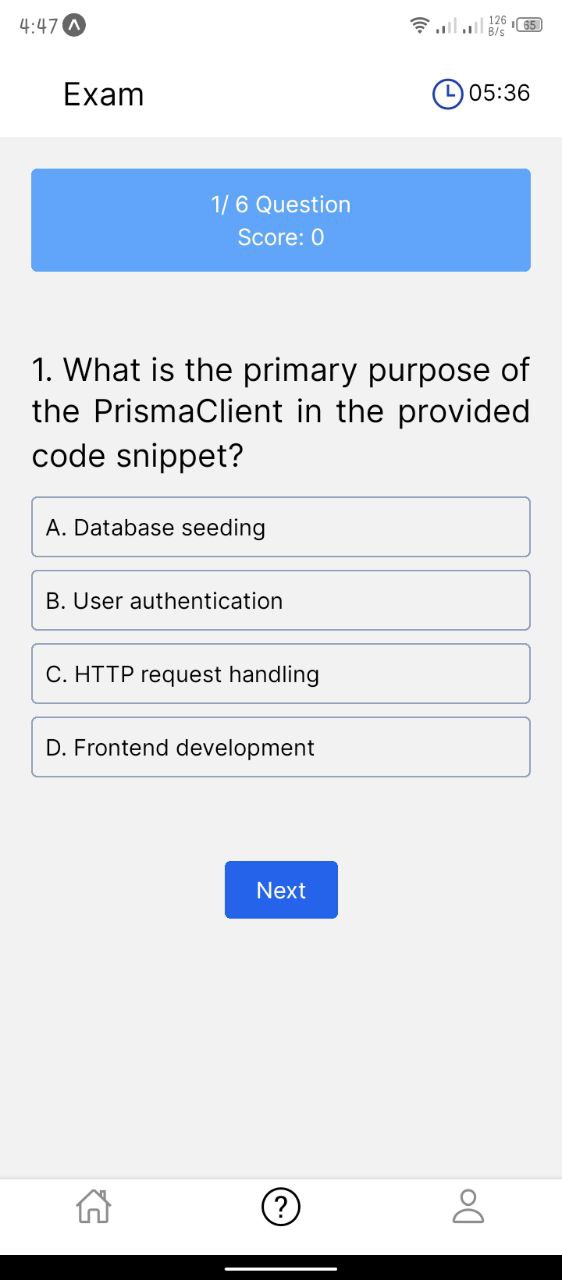 4:47
126
B/s
65
Exam
05:36
1/ 6 Question
Score: 0
1. What is the primary purpose of
the PrismaClient in the provided
code snippet?
A. Database seeding
B. User authentication
C. HTTP request handling
D. Frontend development
Next
?